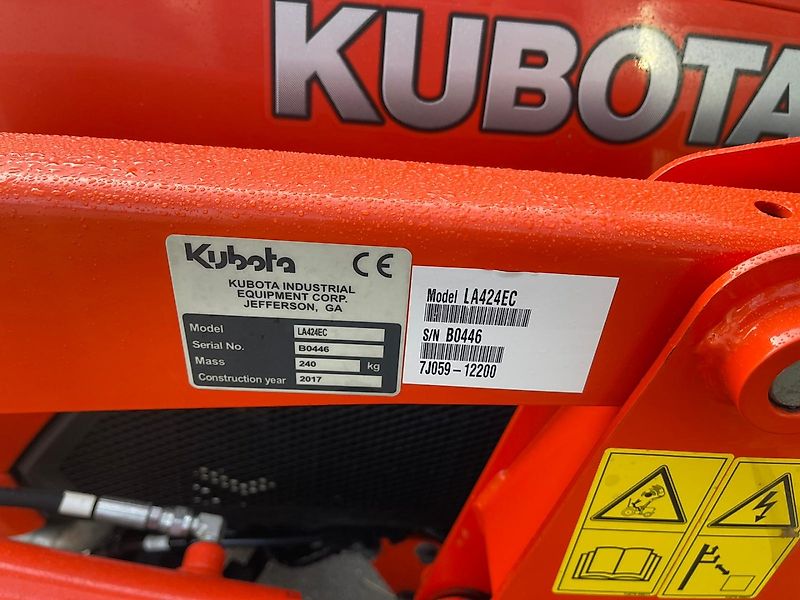 KUBOTA
Kubota CE
KUBOTA INDUSTRIAL
EQUIPMENT CORP.
JEFFERSON, GA
Model LA424EC
Serial No. B0446
Mass 240 kg
Construction year 2017
Model LA424EC
S/N B0446
7J059-12200